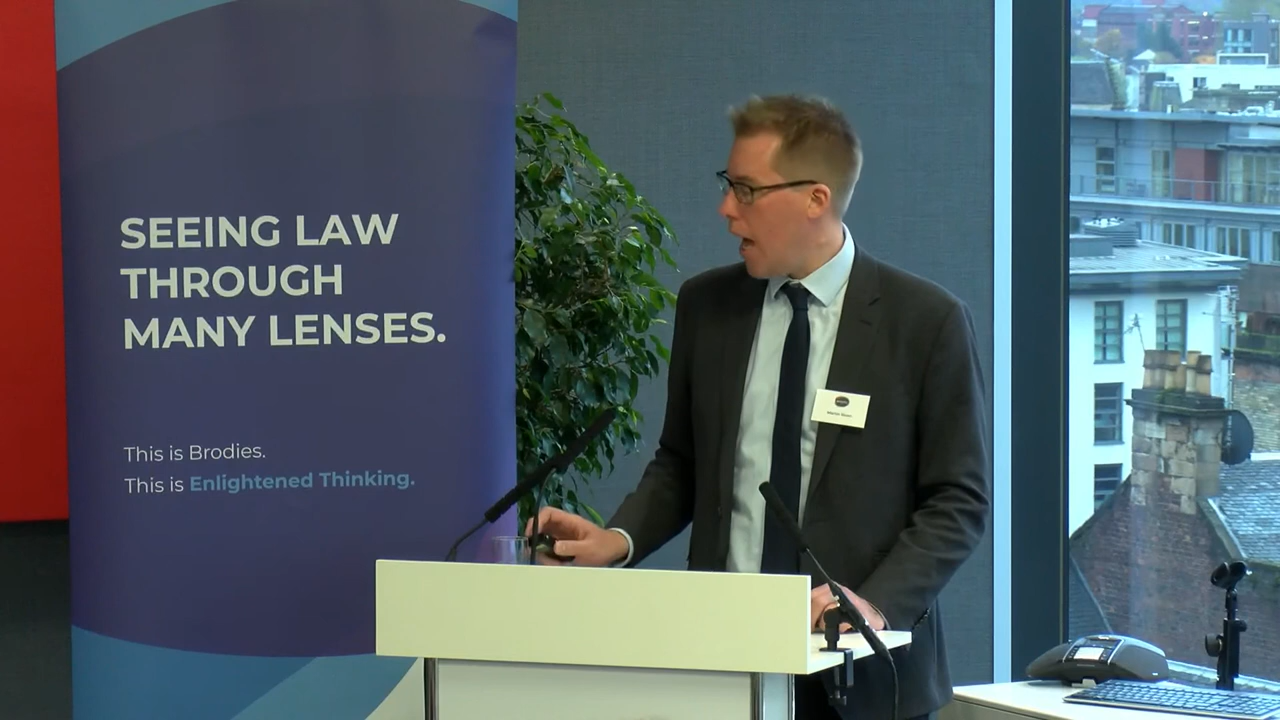 SEEING LAW
THROUGH
MANY LENSES.
This is Brodies.
This is Enlightened Thinking.